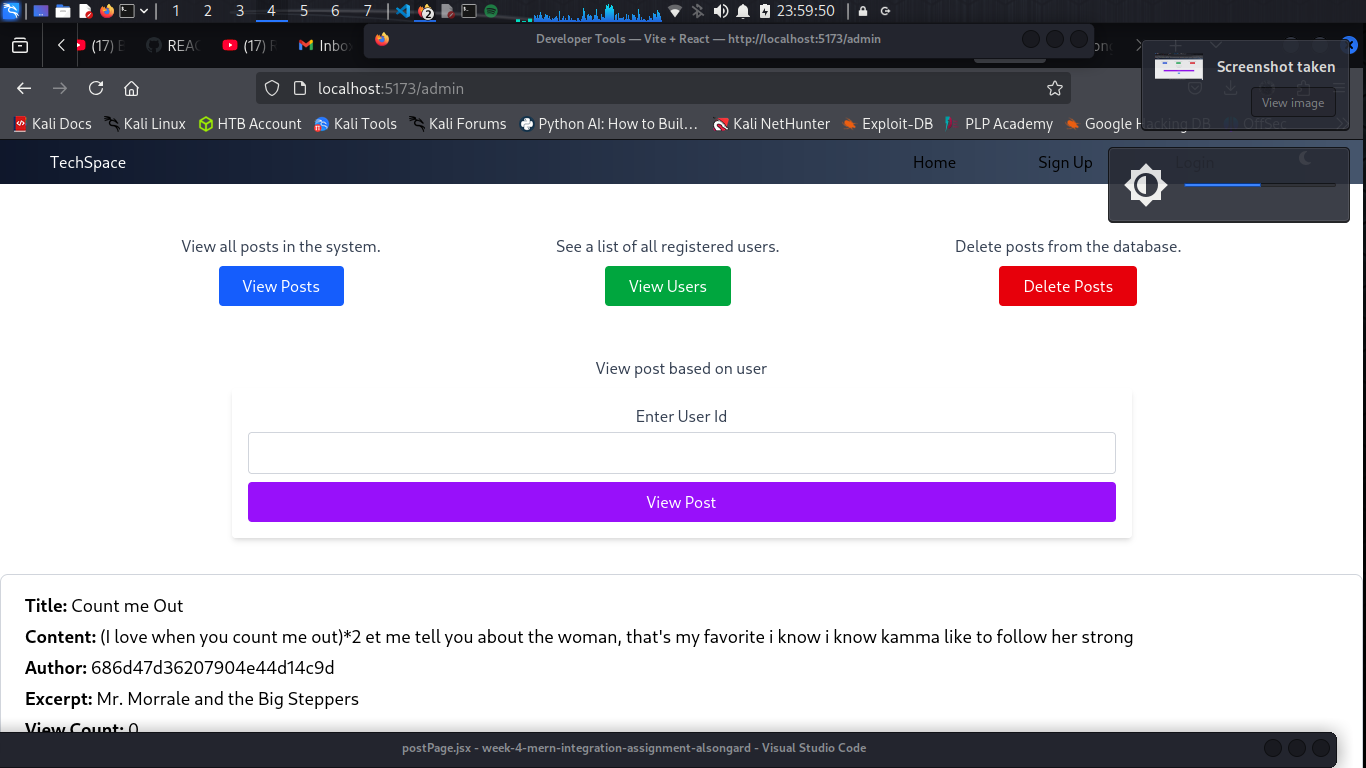 1 2 3 4 5 6 7 2 23:59:50
(17) E REAC (17) F Inbo
Developer Tools — Vite + React — http://localhost:5173/admin
Screenshot taken
View image
localhost:5173/admin
Kali Docs Kali Linux HTB Account Kali Tools Kali Forums Python AI: How to Buil… Kali NetHunter Exploit-DB PLP Academy Google Hacking DB OffSec
TechSpace Home Sign Up Login
View all posts in the system. See a list of all registered users. Delete posts from the database.
View Posts View Users Delete Posts
View post based on user
Enter User Id
View Post
Title: Count me Out
Content: (I love when you count me out)*2 et me tell you about the woman, that's my favorite i know i know kamma like to follow her strong
Author: 686d47d36207904e44d14c9d
Excerpt: Mr. Morrale and the Big Steppers
View Count: 0
postPage.jsx - week-4-mern-integration-assignment-alsongard - Visual Studio Code